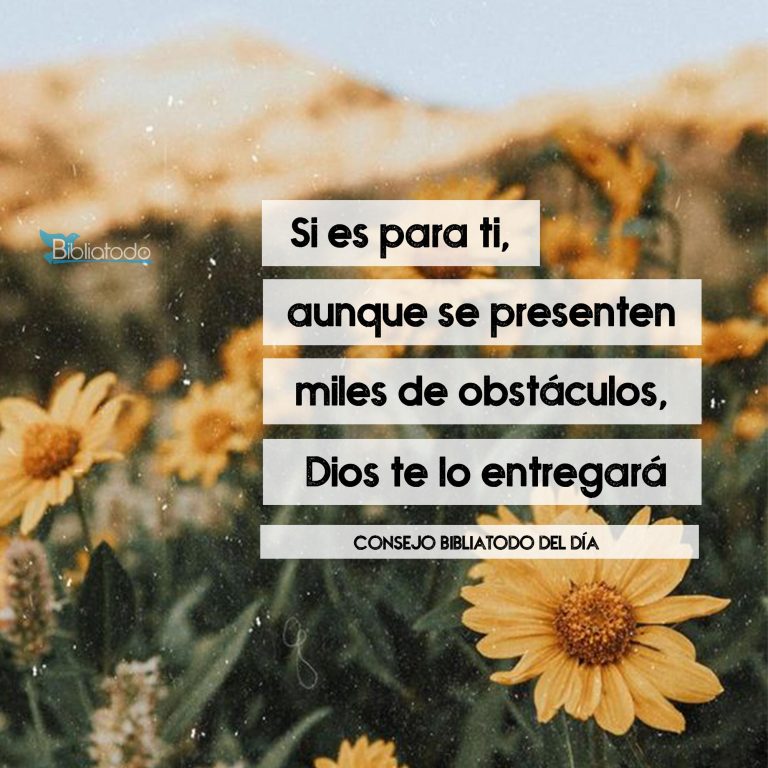 Bibliatodo
Si es para ti,
aunque se presenten
miles de obstáculos,
Dios te lo entregará
CONSEJO BIBLIATODO DEL DÍA